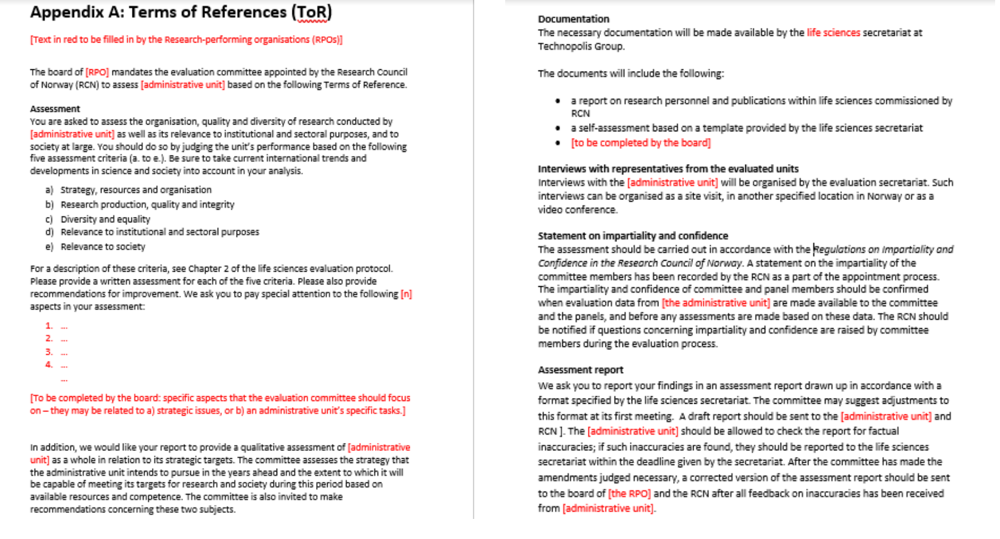 Appendix A: Terms of References (ToR)
[Text in red to be filled in by the Research-performing organisations (RPOs)]
The board of [RPO] mandates the evaluation committee appointed by the Research Council
of Norway (RCN) to assess [administrative unit] based on the following Terms of Reference.
Assessment
You are asked to assess the organisation, quality and diversity of research conducted by
[administrative unit] as well as its relevance to institutional and sectoral purposes, and to
society at large. You should do so by judging the unit's performance based on the following
five assessment criteria (a. to e.). Be sure to take current international trends and
developments in science and society into account in your analysis.
a) Strategy, resources and organisation
b) Research production, quality and integrity
c) Diversity and equality
d) Relevance to institutional and sectoral purposes
e) Relevance to society
For a description of these criteria, see Chapter 2 of the life sciences evaluation protocol.
Please provide a written assessment for each of the five criteria. Please also provide
recommendations for improvement. We ask you to pay special attention to the following [n]
aspects in your assessment:
1. ...
2. ...
3. ...
4. ...
...
[To be completed by the board: specific aspects that the evaluation committee should focus
on – they may be related to a) strategic issues, or b) an administrative unit's specific tasks.]
In addition, we would like your report to provide a qualitative assessment of [administrative
unit] as a whole in relation to its strategic targets. The committee assesses the strategy that
the administrative unit intends to pursue in the years ahead and the extent to which it will
be capable of meeting its targets for research and society during this period based on
available resources and competence. The committee is also invited to make
recommendations concerning these two subjects.
Documentation
The necessary documentation will be made available by the life sciences secretariat at
Technopolis Group.
The documents will include the following:
• a report on research personnel and publications within life sciences commissioned by
RCN
• a self-assessment based on a template provided by the life sciences secretariat
• [to be completed by the board]
Interviews with representatives from the evaluated units
Interviews with the [administrative unit] will be organised by the evaluation secretariat. Such
interviews can be organised as a site visit, in another specified location in Norway or as a
video conference.
Statement on impartiality and confidence
The assessment should be carried out in accordance with the Regulations on Impartiality and
Confidence in the Research Council of Norway. A statement on the impartiality of the
committee members has been recorded by the RCN as a part of the appointment process.
The impartiality and confidence of committee and panel members should be confirmed
when evaluation data from [the administrative unit] are made available to the committee
and the panels, and before any assessments are made based on these data. The RCN should
be notified if questions concerning impartiality and confidence are raised by committee
members during the evaluation process.
Assessment report
We ask you to report your findings in an assessment report drawn up in accordance with a
format specified by the life sciences secretariat. The committee may suggest adjustments to
this format at its first meeting. A draft report should be sent to the [administrative unit] and
RCN ]. The [administrative unit] should be allowed to check the report for factual
inaccuracies; if such inaccuracies are found, they should be reported to the life sciences
secretariat within the deadline given by the secretariat. After the committee has made the
amendments judged necessary, a corrected version of the assessment report should be sent
to the board of [the RPO] and the RCN after all feedback on inaccuracies has been received
from [administrative unit].